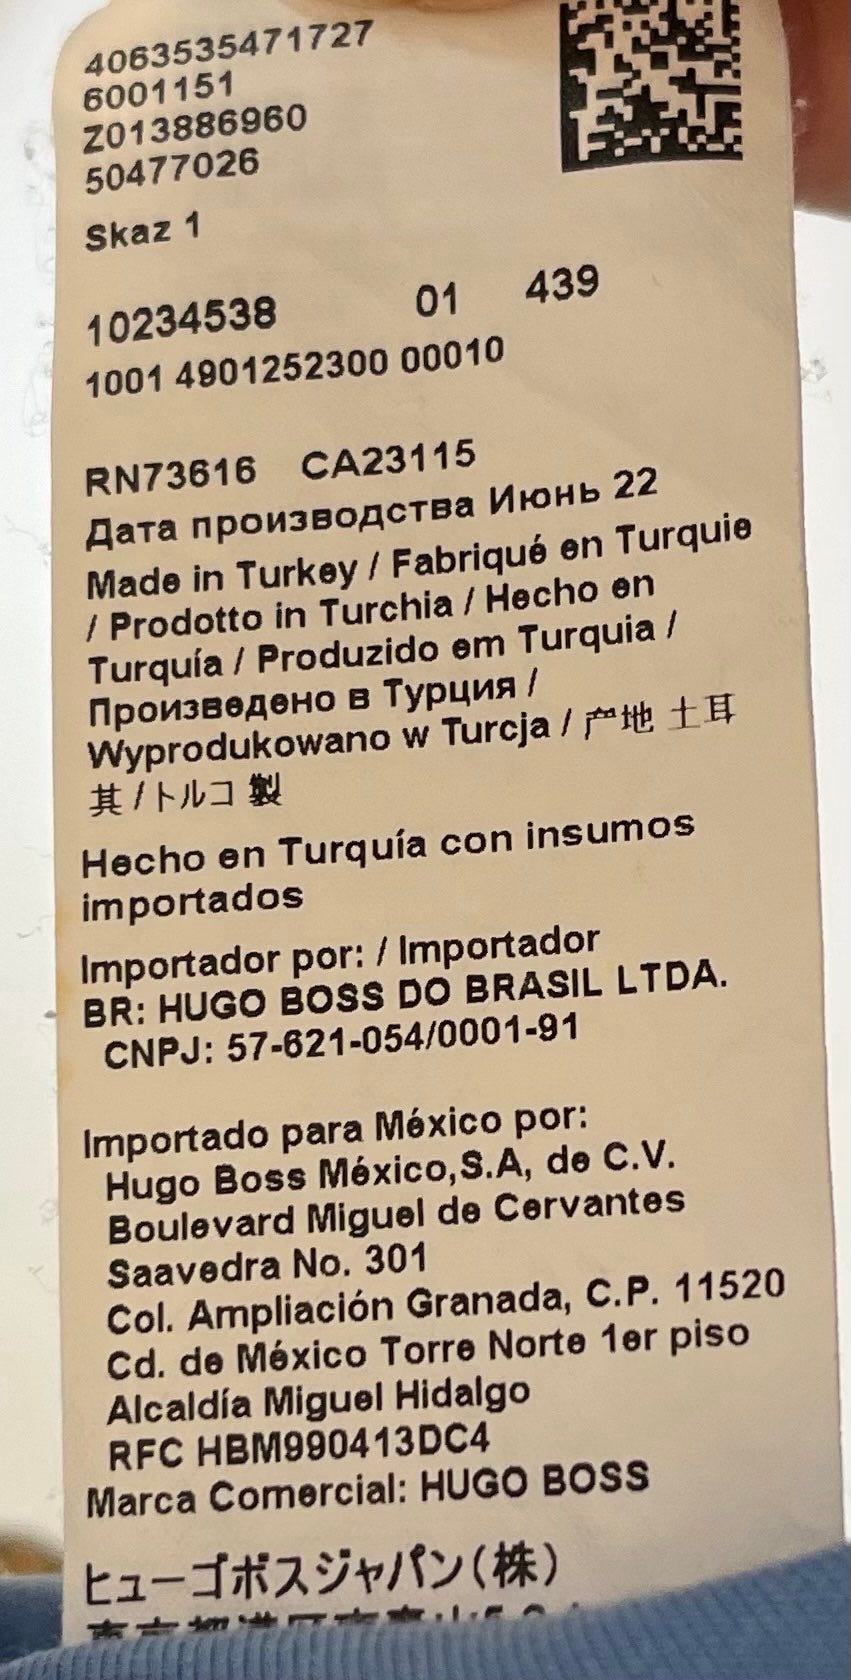 4063535471727
6001151
Z013886960
50477026
Skaz 1
10234538 01 439
1001 4901252300 00010
RN73616 CA23115
Дата производства Июнь 22
Made in Turkey / Fabriqué en Turquie
/ Prodotto in Turchia / Hecho en
Turquía / Produzido em Turquia /
Произведено в Турция /
Wyprodukowano w Turcja / 产地 土耳
其 / トルコ 製
Hecho en Turquía con insumos
importados
Importador por: / Importador
BR: HUGO BOSS DO BRASIL LTDA.
CNPJ: 57-621-054/0001-91
Importado para México por:
Hugo Boss México,S.A, de C.V.
Boulevard Miguel de Cervantes
Saavedra No. 301
Col. Ampliación Granada, C.P. 11520
Cd. de México Torre Norte 1er piso
Alcaldía Miguel Hidalgo
RFC HBM990413DC4
Marca Comercial: HUGO BOSS
ヒューゴボスジャパン(株)